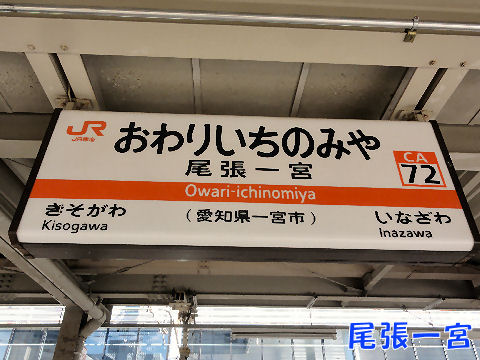 JR
JR東海
おわりいちのみや
尾張一宮
CA
72
Owari-ichinomiya
きそがわ
Kisogawa
（愛知県一宮市）
いなざわ
Inazawa
尾張一宮